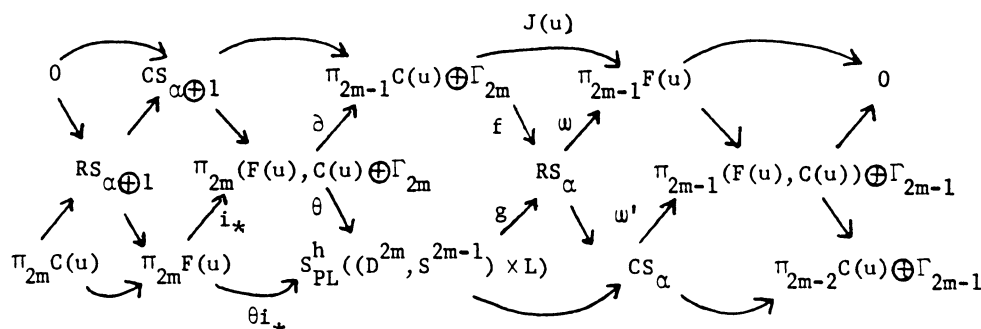 J(u)
0 CS_{α⊕1} π_{2m-1}C(u)⊕Γ_{2m} π_{2m-1}F(u) 0
∂ f ω
RS_{α⊕1} π_{2m}(F(u),C(u)⊕Γ_{2m} RS_α π_{2m-1}(F(u),C(u))⊕Γ_{2m-1}
i_* θ g ω'
π_{2m}C(u) π_{2m}F(u) S^h_{PL}((D^{2m},S^{2m-1}) ×L) CS_α π_{2m-2}C(u)⊕Γ_{2m-1}
θi_*